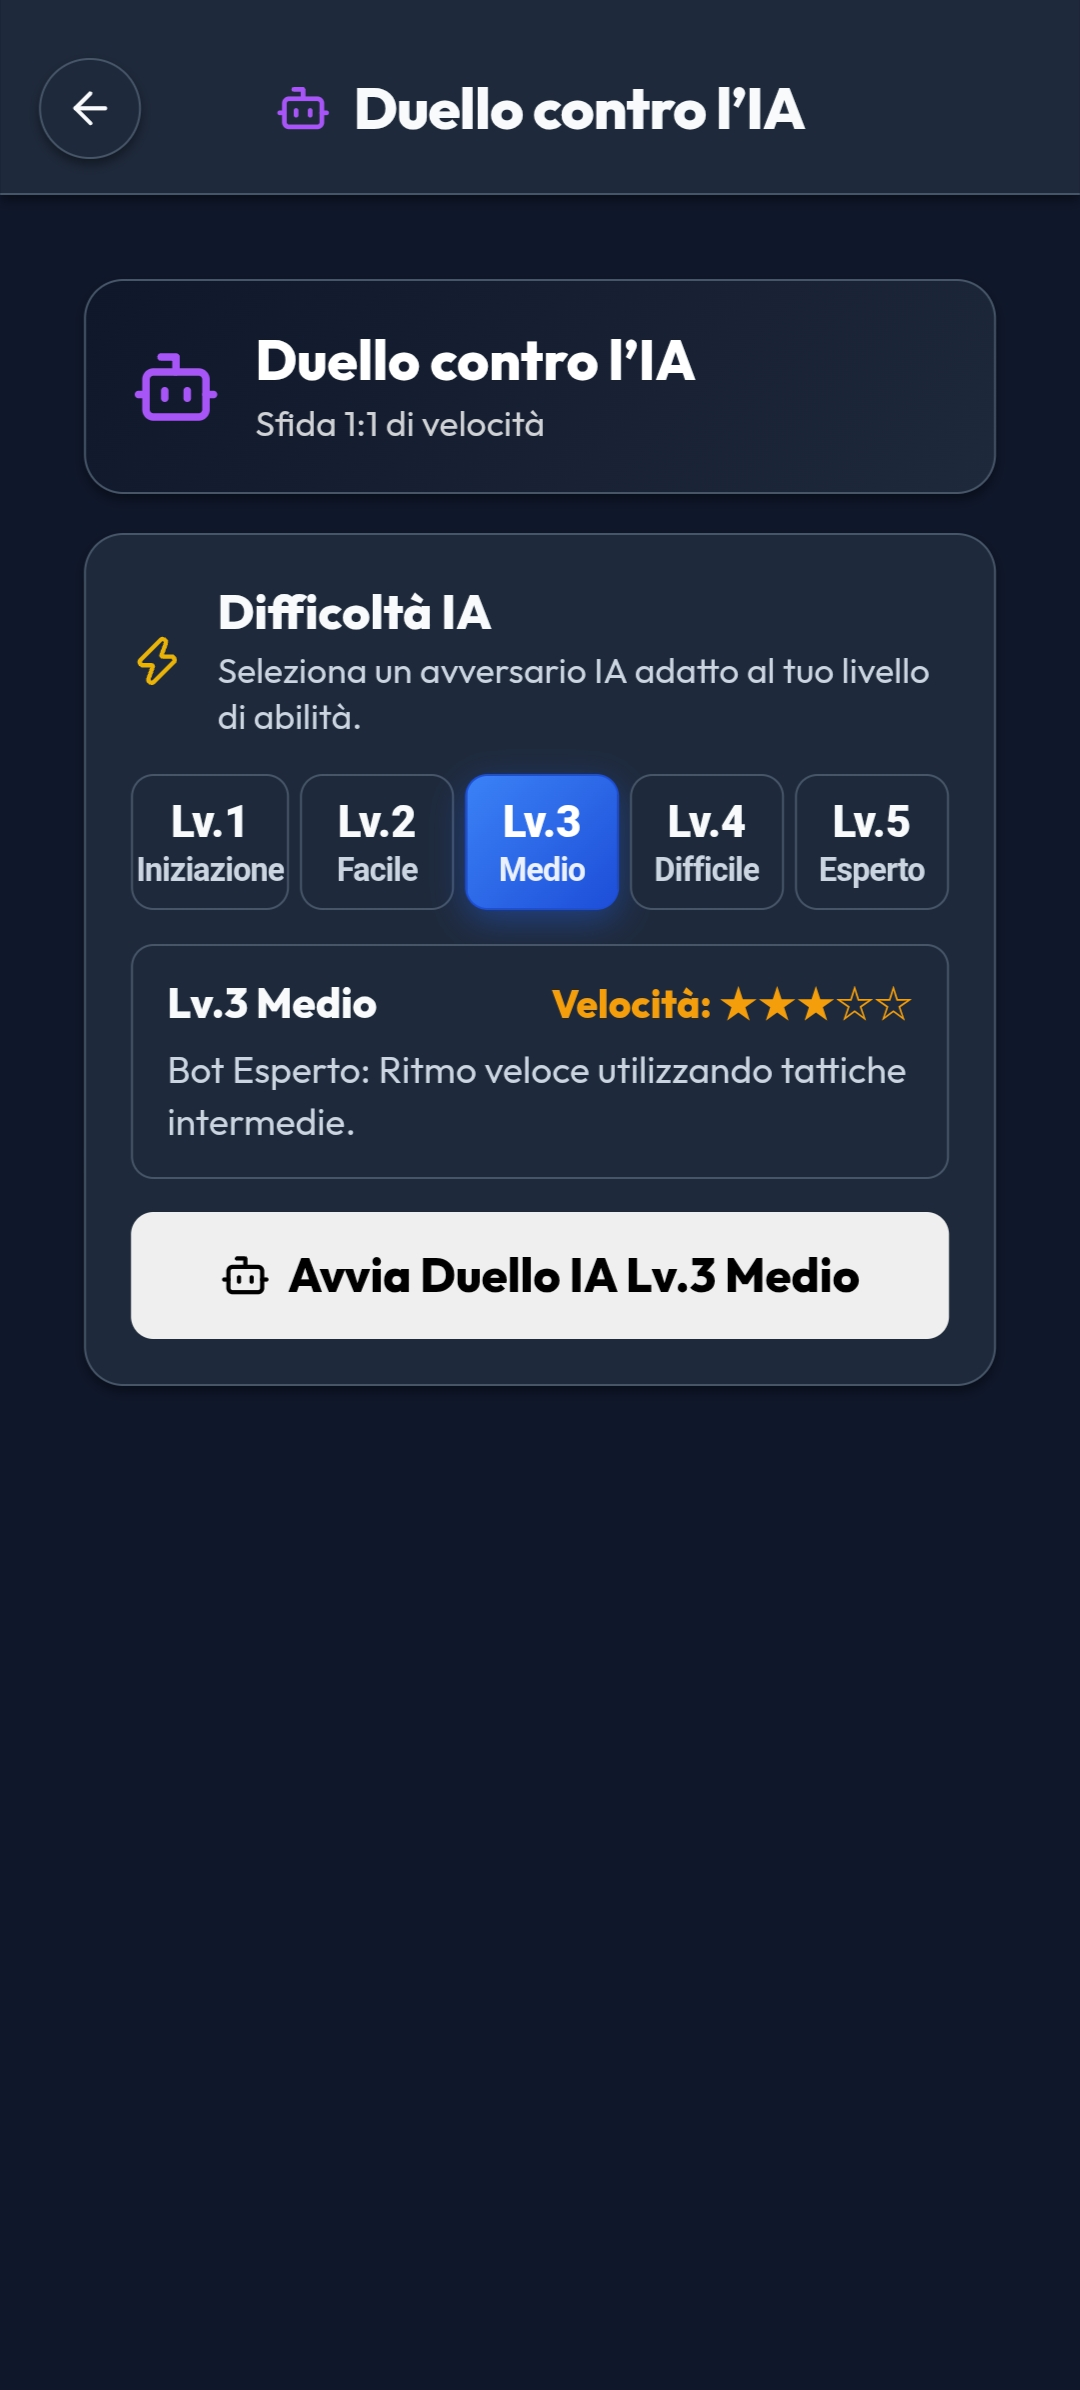 Duello contro l’IA
Duello contro l’IA
Sfida 1:1 di velocità
Difficoltà IA
Seleziona un avversario IA adatto al tuo livello
di abilità.
Lv.1 Lv.2 Lv.3 Lv.4 Lv.5
Iniziazione Facile Medio Difficile Esperto
Lv.3 Medio Velocità: ★★★☆☆
Bot Esperto: Ritmo veloce utilizzando tattiche
intermedie.
Avvia Duello IA Lv.3 Medio